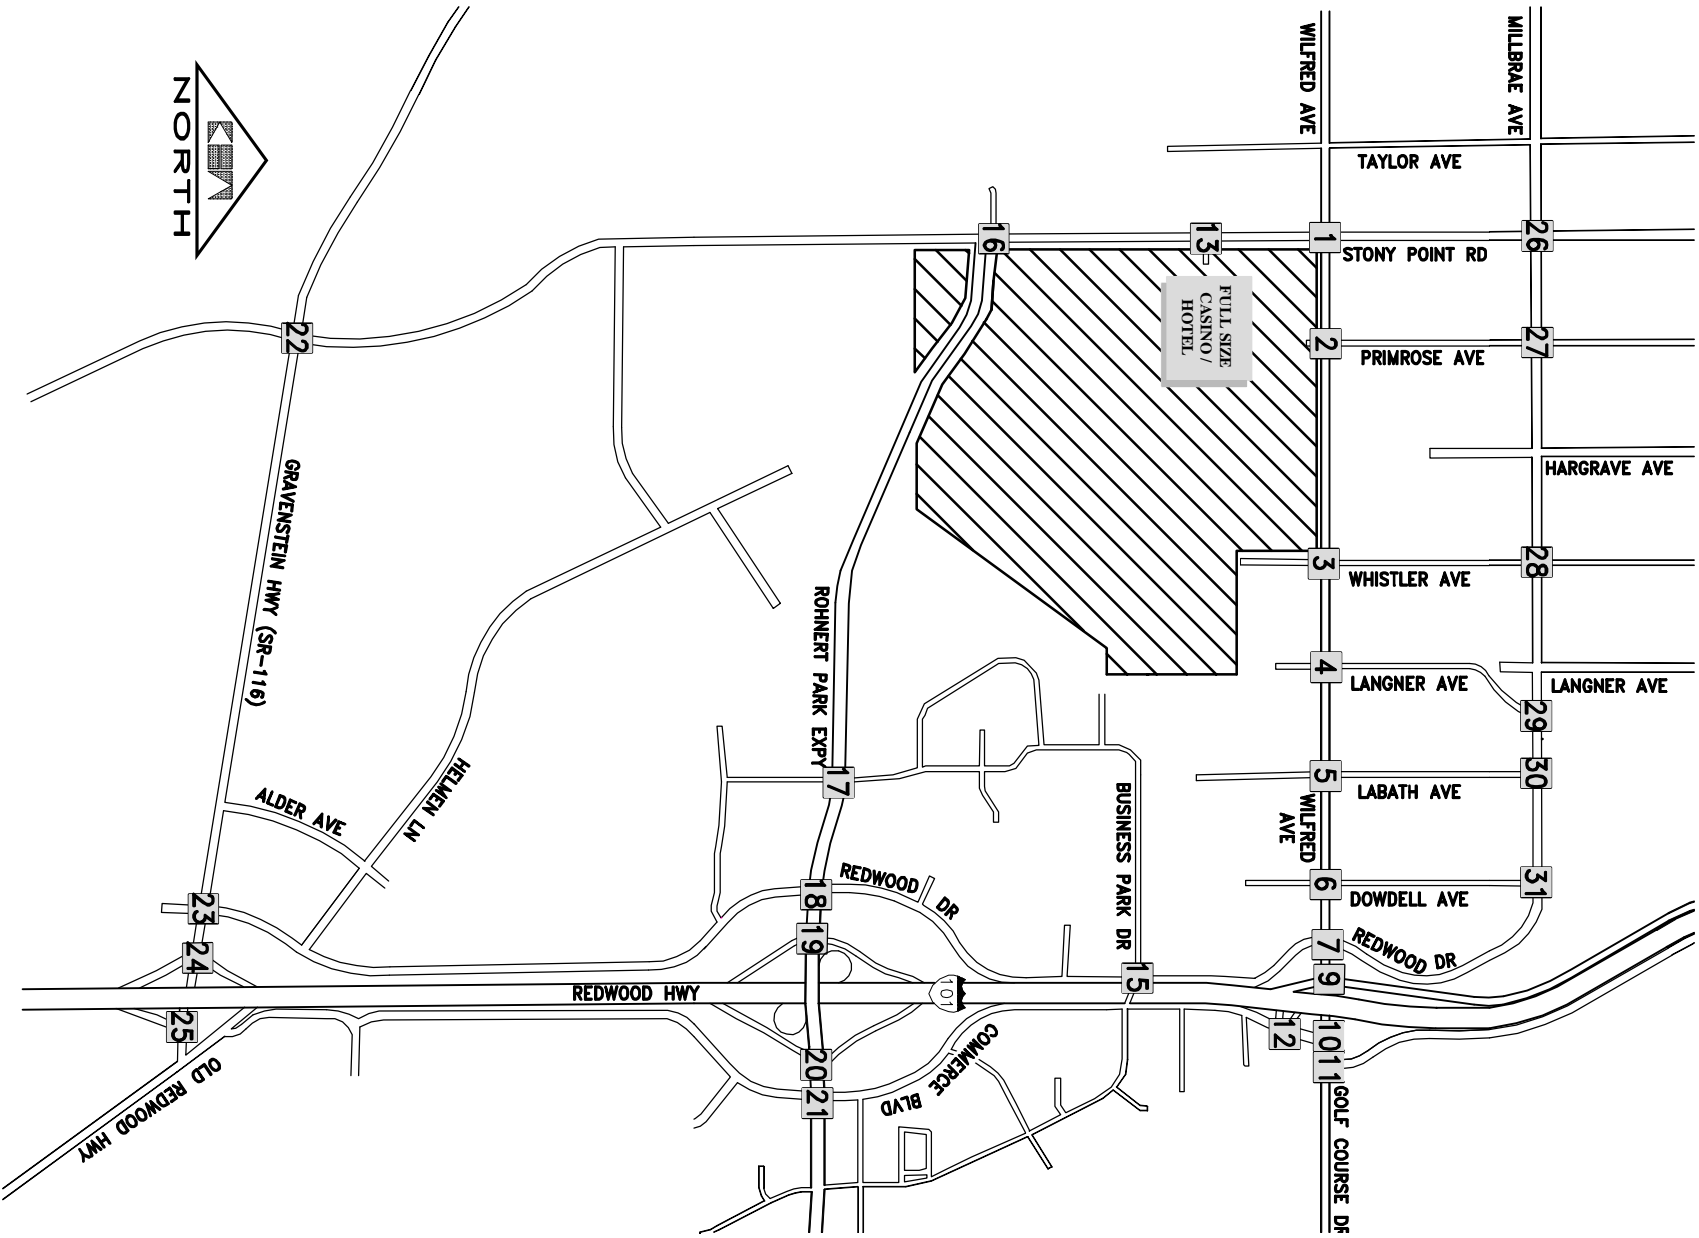 WILFRED AVE
MILLBRAE AVE
TAYLOR AVE
NORTH
16
13
1
26
STONY POINT RD
FULL SIZE
CASINO /
HOTEL
22
2
27
PRIMROSE AVE
GRAVENSTEIN HWY (SR-116)
HARGRAVE AVE
3
28
WHISTLER AVE
ROHNERT PARK EXPY
4
LANGNER AVE
LANGNER AVE
29
17
5
30
LABATH AVE
HELMEN LN
ALDER AVE
BUSINESS PARK DR
WILFRED
AVE
18
REDWOOD DR
6
31
DOWDELL AVE
23
19
7
REDWOOD DR
24
15
9
REDWOOD HWY
101
25
12
10
11
20
21
COMMERCE BLVD
OLD REDWOOD HWY
GOLF COURSE DR